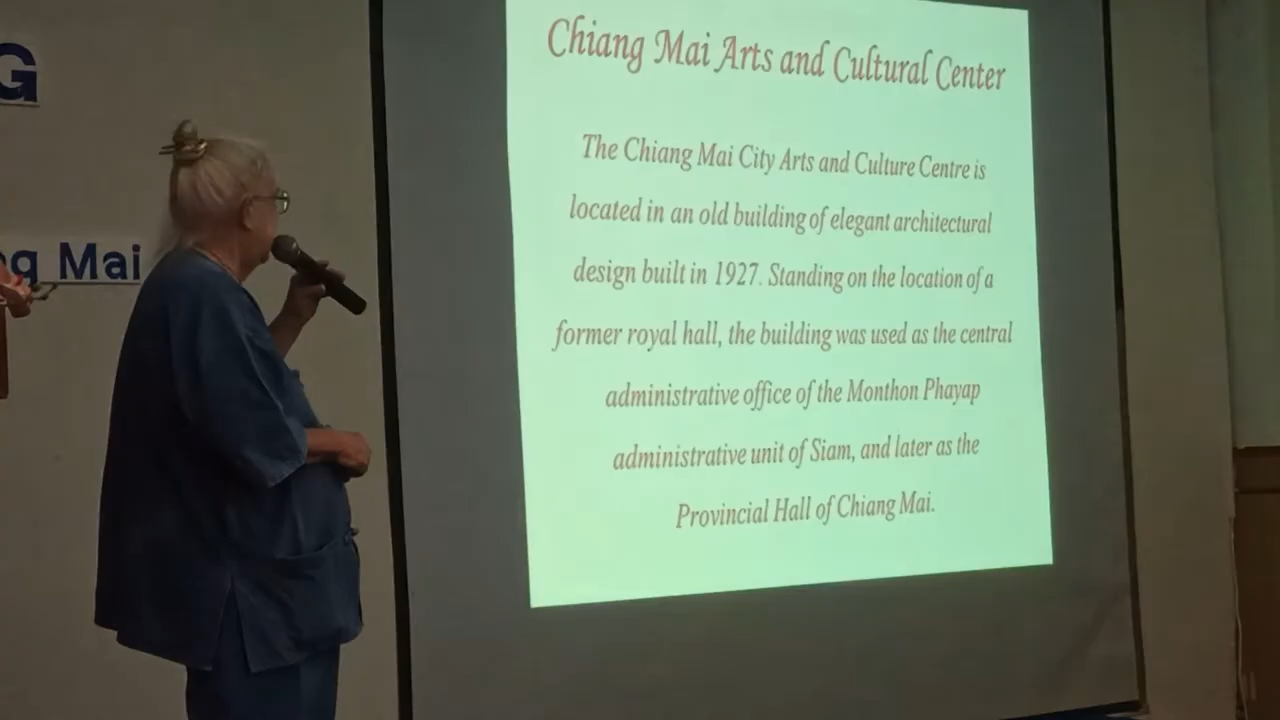 G
ng Mai
Chiang Mai Arts and Cultural Center
The Chiang Mai City Arts and Culture Centre is
located in an old building of elegant architectural
design built in 1927. Standing on the location of a
former royal hall, the building was used as the central
administrative office of the Monthon Phayap
administrative unit of Siam, and later as the
Provincial Hall of Chiang Mai.